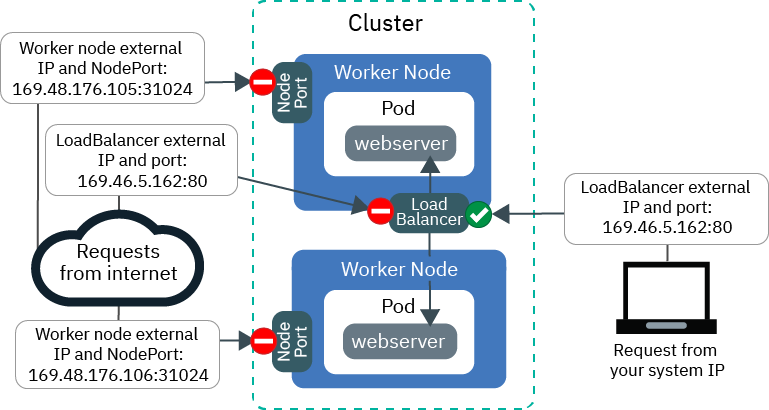 Cluster
Worker node external
IP and NodePort:
169.48.176.105:31024
Node
Port
Worker Node
Pod
webserver
LoadBalancer external
IP and port:
169.46.5.162:80
Load
Balancer
LoadBalancer external
IP and port:
169.46.5.162:80
Requests
from internet
Worker Node
Pod
webserver
Node
Port
Worker node external
IP and NodePort:
169.48.176.106:31024
Request from
your system IP